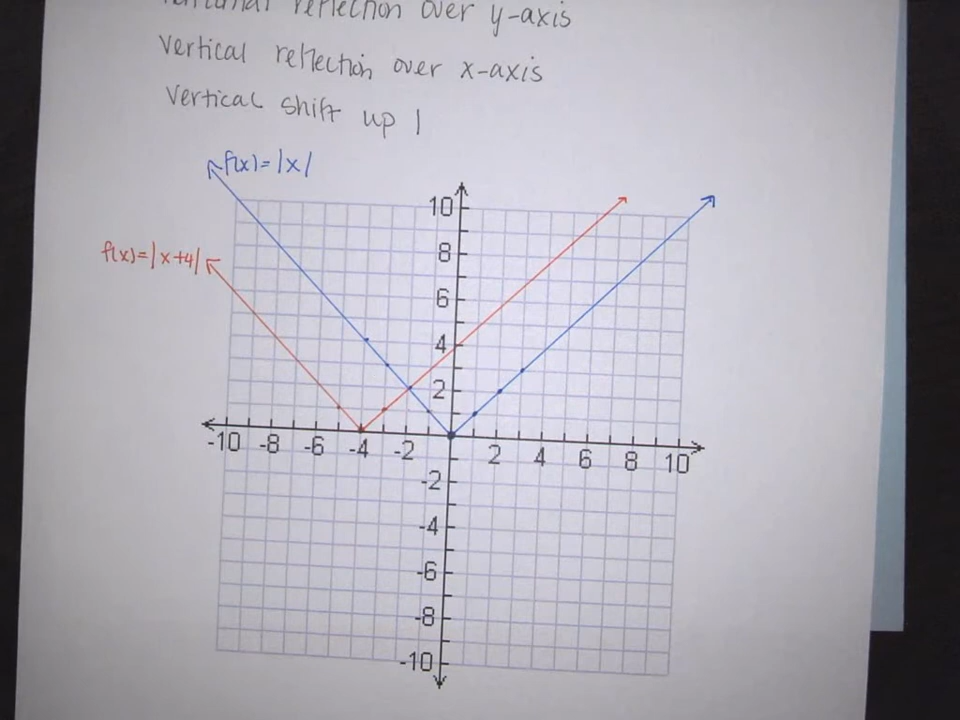 reflection over y-axis
vertical reflection over x-axis
vertical shift up 1
f(x)=|x|
f(x)=|x+4|
10
8
6
4
2
-10 -8 -6 -4 -2 2 4 6 8 10
-2
-4
-6
-8
-10